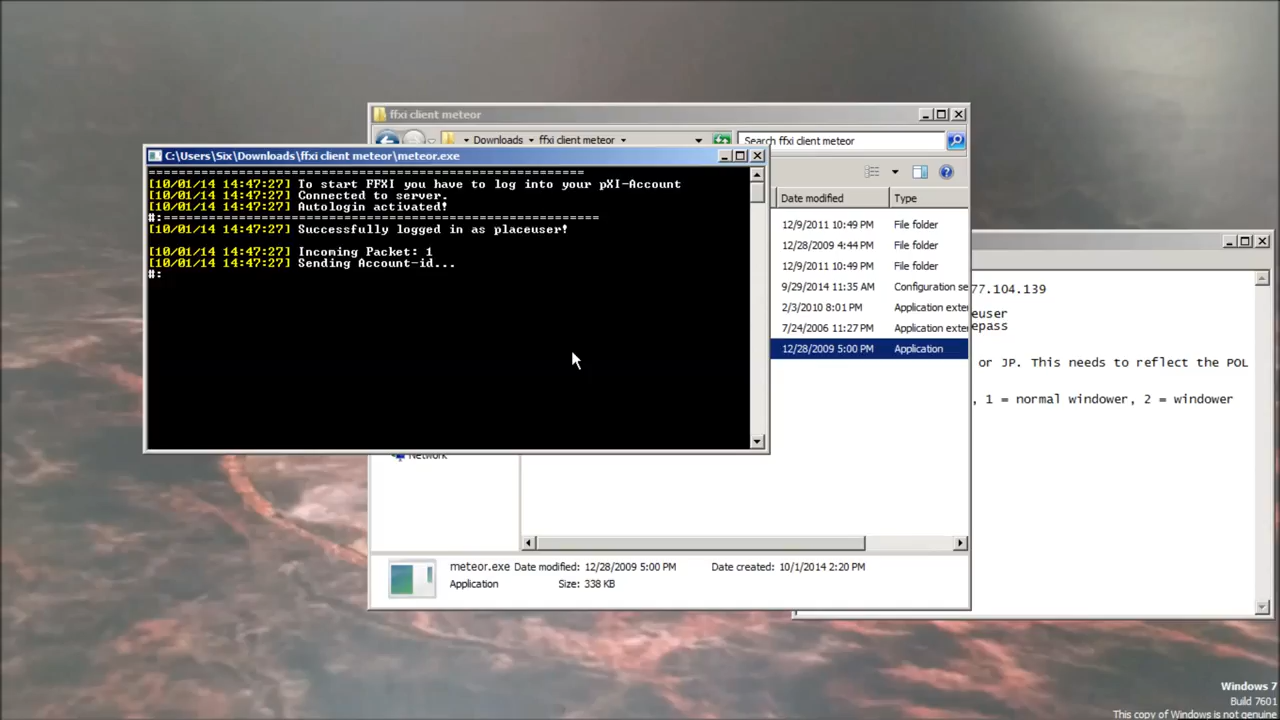 ffxi client meteor
Downloads ffxi client meteor
Search ffxi client meteor
C:\Users\Six\Downloads\ffxi client meteor\meteor.exe
==========================================================
[10/01/14 14:47:27] To start FFXI you have to log into your pXI-Account
[10/01/14 14:47:27] Connected to server.
[10/01/14 14:47:27] Autologin activated!
#:==========================================================
[10/01/14 14:47:27] Successfully logged in as placeuser!
[10/01/14 14:47:27] Incoming Packet: 1
[10/01/14 14:47:27] Sending Account-id...
#:
Date modified Type
12/9/2011 10:49 PM File folder
12/28/2009 4:44 PM File folder
12/9/2011 10:49 PM File folder
9/29/2014 11:35 AM Configuration se
2/3/2010 8:01 PM Application exte
7/24/2006 11:27 PM Application exte
12/28/2009 5:00 PM Application
77.104.139
euser
epass
or JP. This needs to reflect the POL
, 1 = normal windower, 2 = windower
Network
meteor.exe Date modified: 12/28/2009 5:00 PM Date created: 10/1/2014 2:20 PM
Application Size: 338 KB
Windows 7
Build 7601
This copy of Windows is not genuine